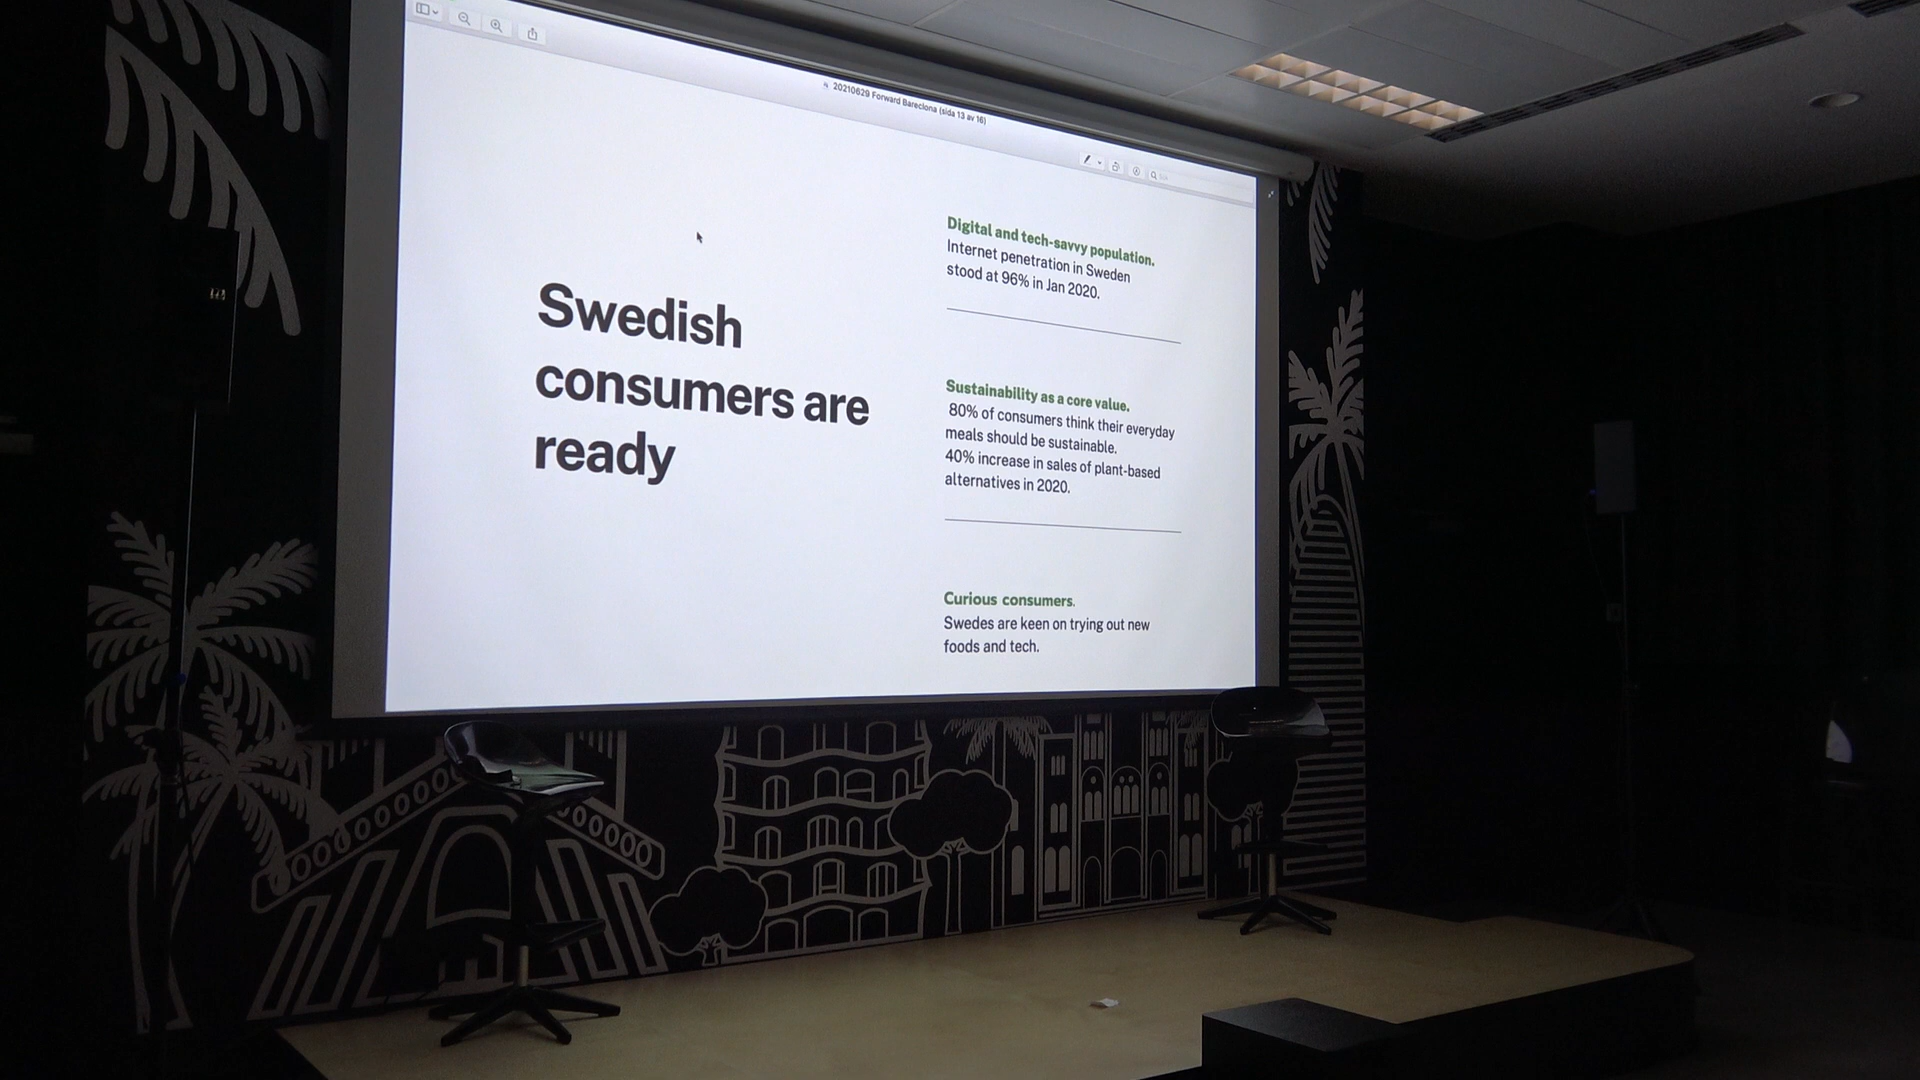 20210629 Forward Bareclona (sida 13 av 16)
Swedish
consumers are
ready
Digital and tech-savvy population.
Internet penetration in Sweden
stood at 96% in Jan 2020.
Sustainability as a core value.
80% of consumers think their everyday
meals should be sustainable.
40% increase in sales of plant-based
alternatives in 2020.
Curious consumers.
Swedes are keen on trying out new
foods and tech.